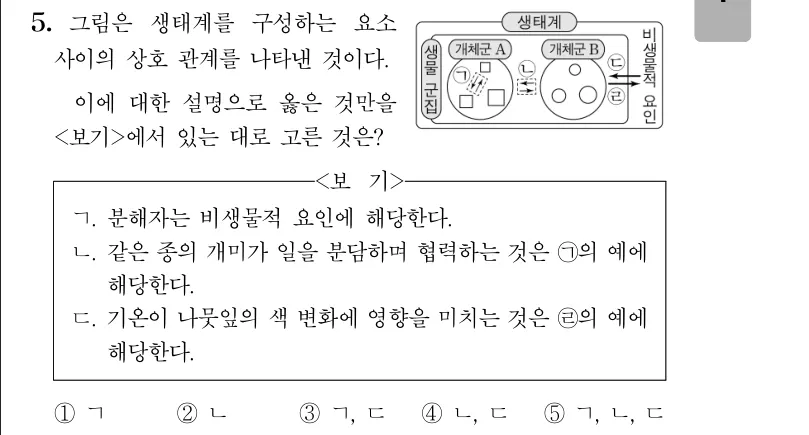 5. 그림은 생태계를 구성하는 요소
사이의 상호 관계를 나타낸 것이다.
이에 대한 설명으로 옳은 것만을
<보기>에서 있는 대로 고른 것은?
생태계
생물 군집
개체군 A
개체군 B
㉠
㉡
㉢
㉣
비생물적 요인
<보 기>
ㄱ. 분해자는 비생물적 요인에 해당한다.
ㄴ. 같은 종의 개미가 일을 분담하며 협력하는 것은 ㉠의 예에
해당한다.
ㄷ. 기온이 나뭇잎의 색 변화에 영향을 미치는 것은 ㉣의 예에
해당한다.
① ㄱ ② ㄴ ③ ㄱ, ㄷ ④ ㄴ, ㄷ ⑤ ㄱ, ㄴ, ㄷ